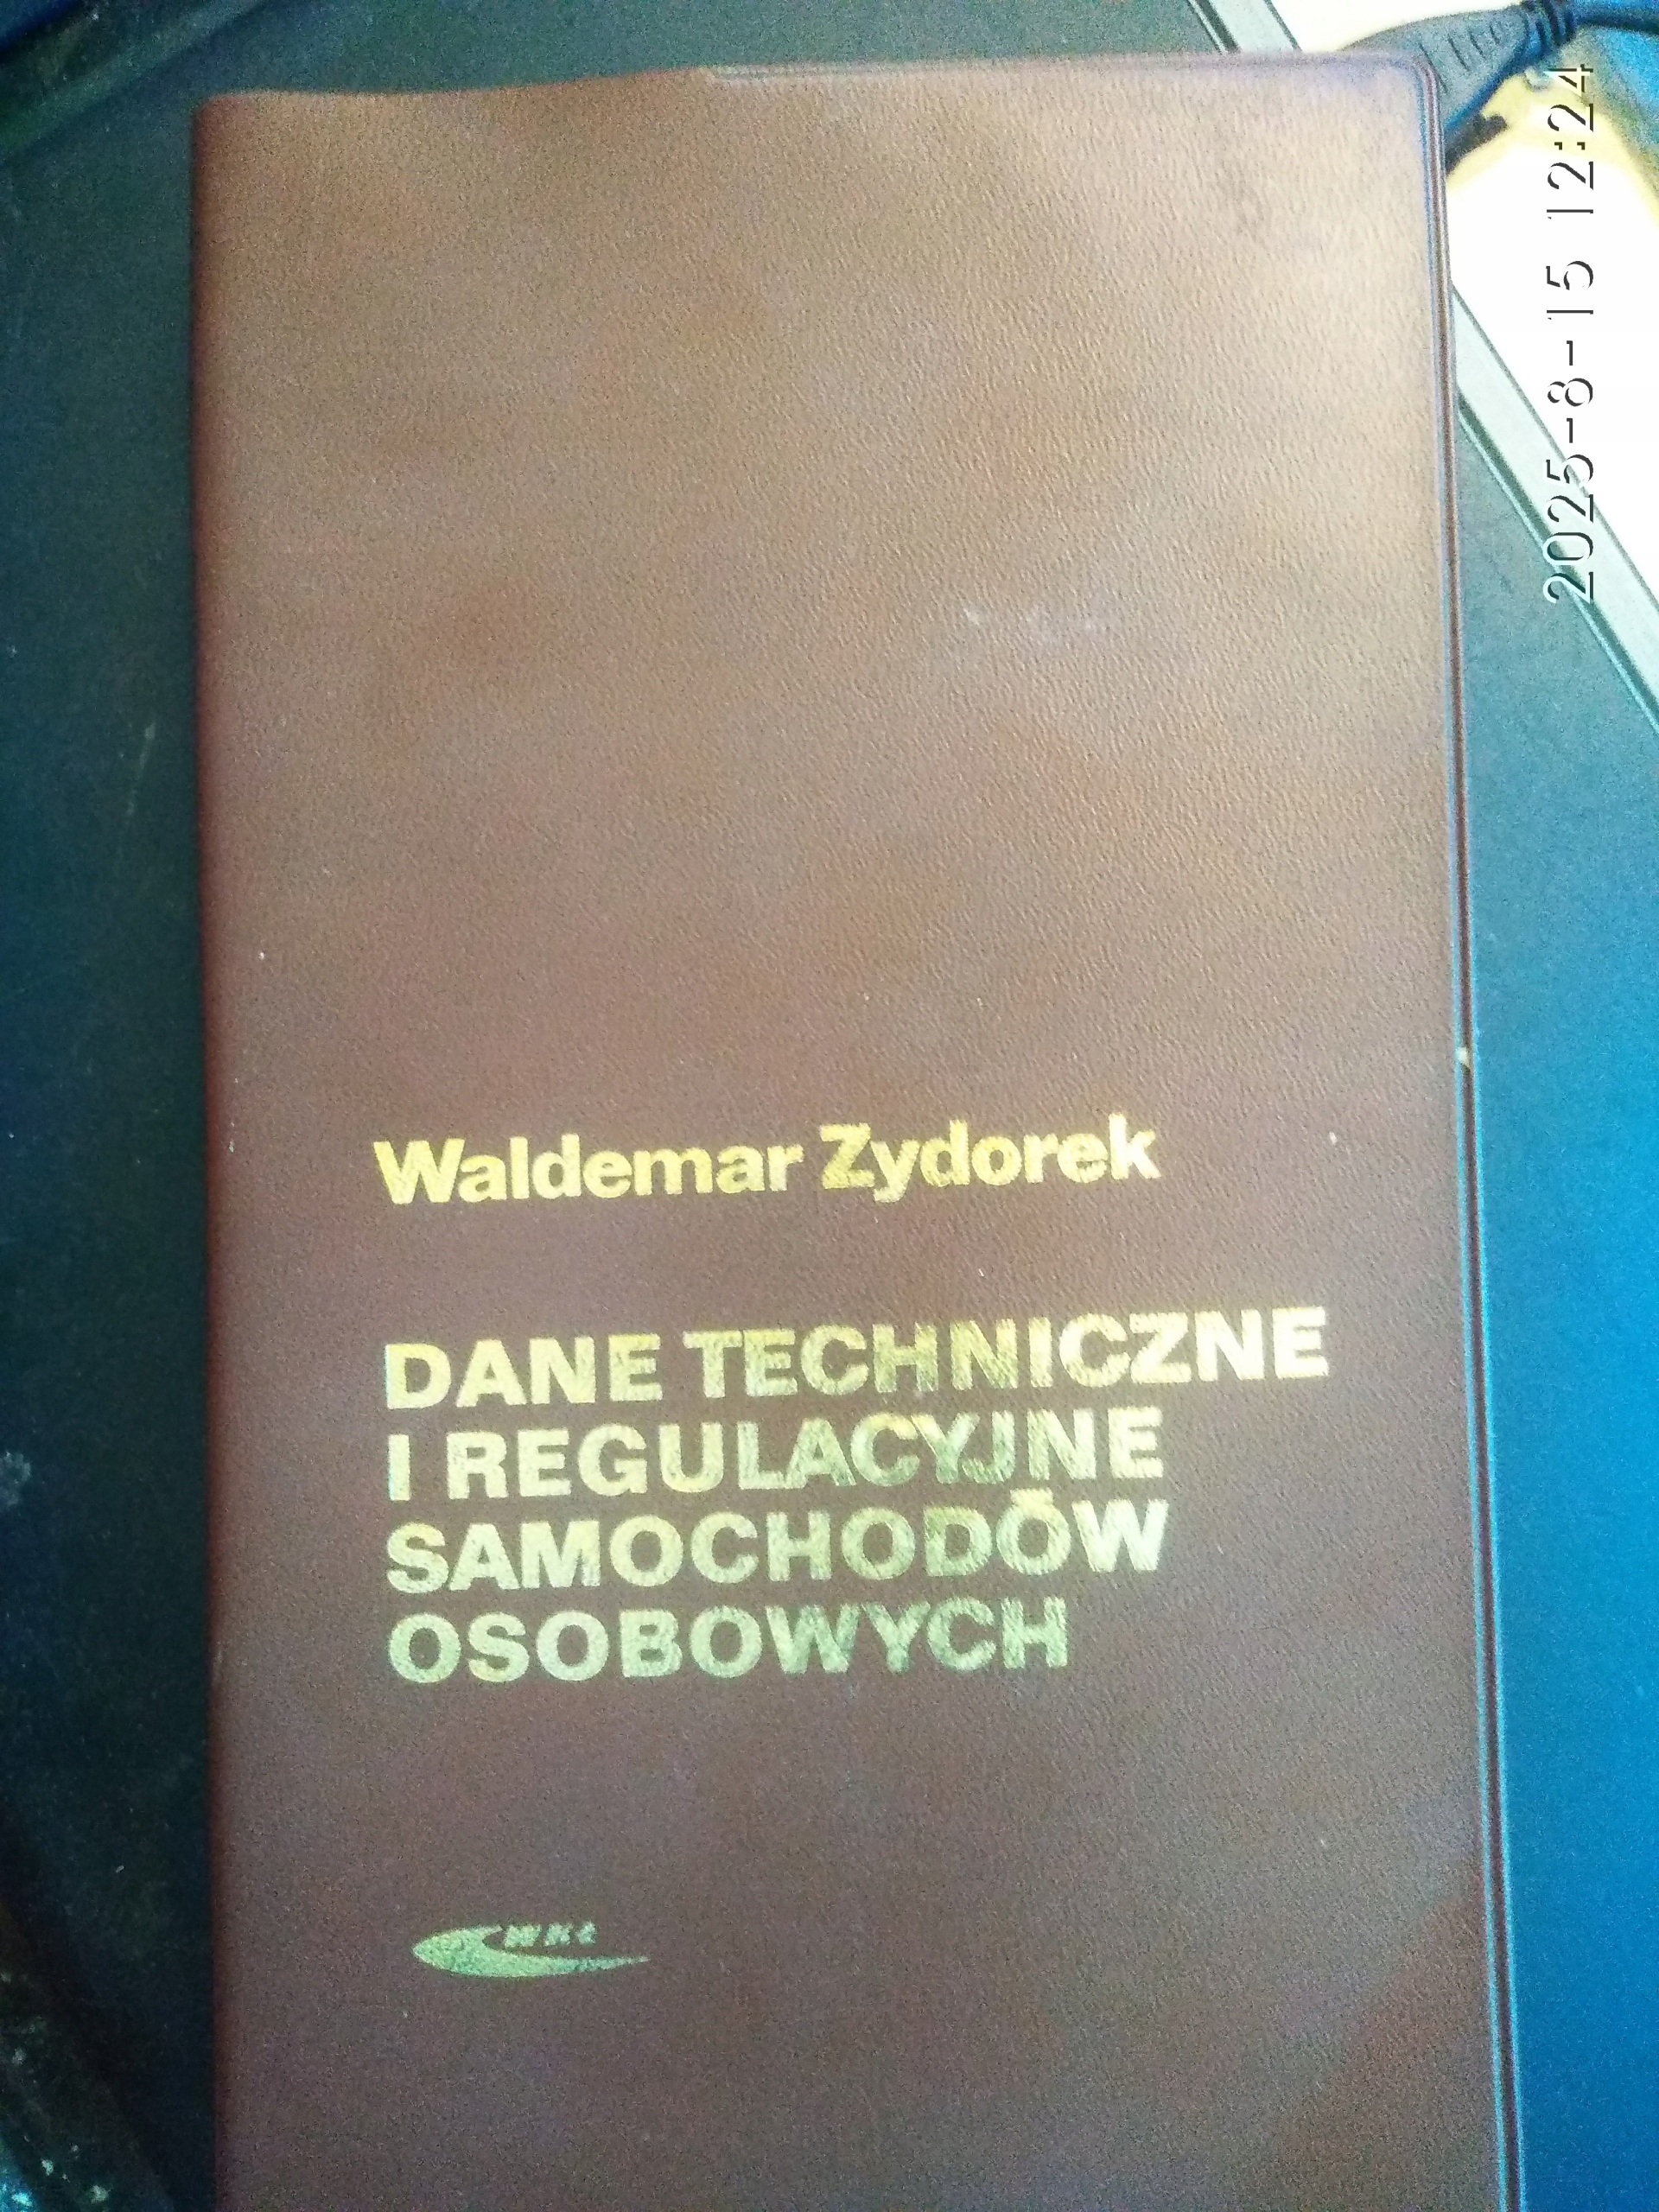 Waldemar Zydorek
DANE TECHNICZNE
I REGULACYJNE
SAMOCHODÓW
OSOBOWYCH
WKŁ
2025-8-15 12:24